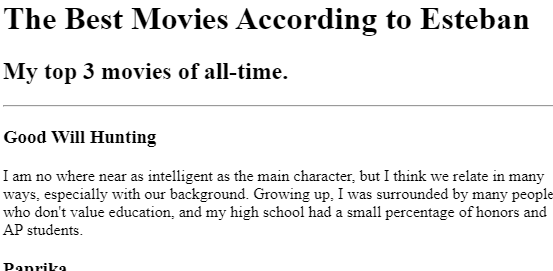 The Best Movies According to Esteban
My top 3 movies of all-time.
Good Will Hunting
I am no where near as intelligent as the main character, but I think we relate in many
ways, especially with our background. Growing up, I was surrounded by many people
who don't value education, and my high school had a small percentage of honors and
AP students.
Paprika